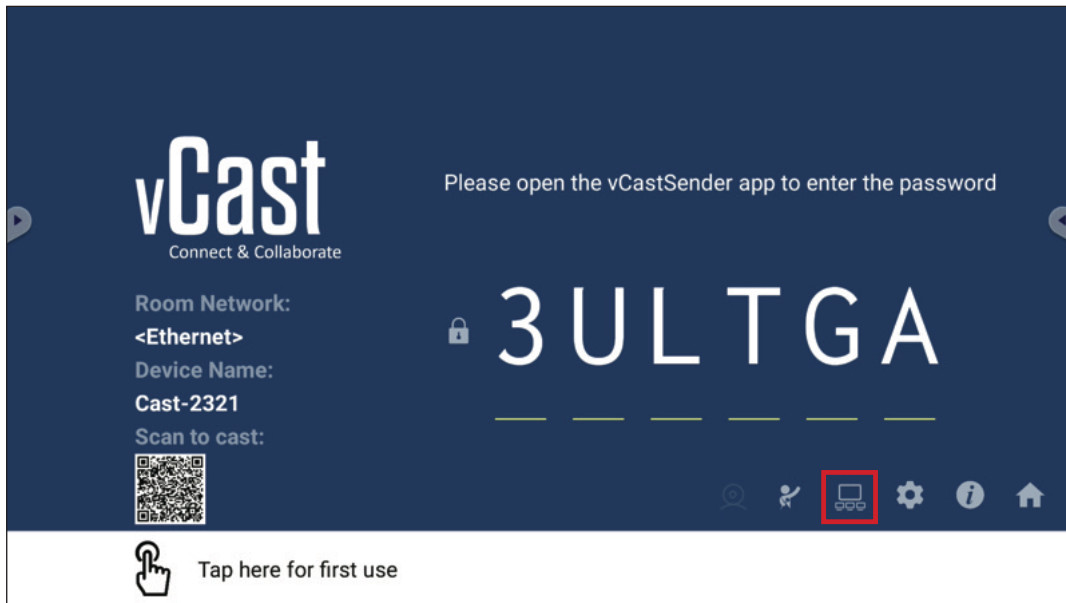 vCast
Connect & Collaborate
Please open the vCastSender app to enter the password
Room Network:
<Ethernet>
Device Name:
Cast-2321
Scan to cast:
3ULTGA
Tap here for first use